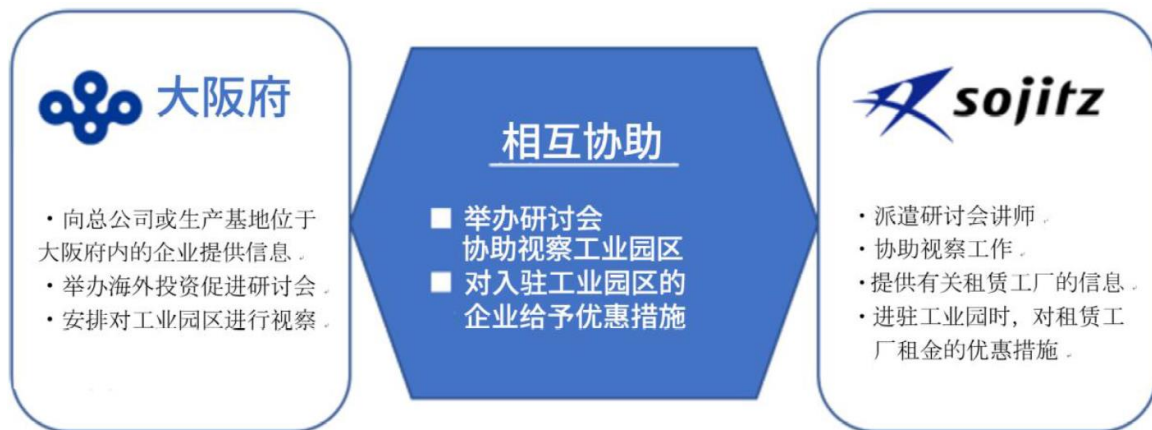 大阪府
・向总公司或生产基地位于
大阪府内的企业提供信息
・举办海外投资促进研讨会
・安排对工业园区进行视察
相互协助
举办研讨会
协助视察工业园区
对入驻工业园区的
企业给予优惠措施
sojitz
・派遣研讨会讲师
・协助视察工作
・提供有关租赁工厂的信息
・进驻工业园时，对租赁工
厂租金的优惠措施